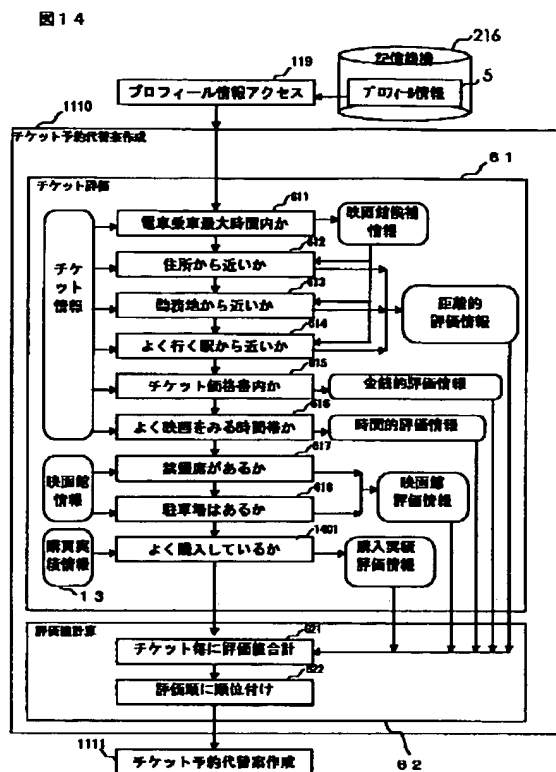 図１４
216
119
記憶装置
5
プロフィール情報アクセス
プロフィール情報
1110
チケット予約代替案作成
６１
チケット評価
611
電車乗車最大時間内か
映画館候補
情報
612
住所から近いか
チケ
ット
情報
613
勤務地から近いか
距離的
評価情報
614
よく行く駅から近いか
615
チケット価格
内か
金銭的評価情報
616
よく映画をみる時間帯か
時間的評価情報
617
席があるか
映画館
情報
618
駐車場はあるか
映画館
評価情報
1401
購買実
績情報
よく購入しているか
購入実績
評価情報
１３
評価値計算
621
チケット毎に評価値合計
622
評価順に順位付け
1111
６２
チケット予約代替案作成